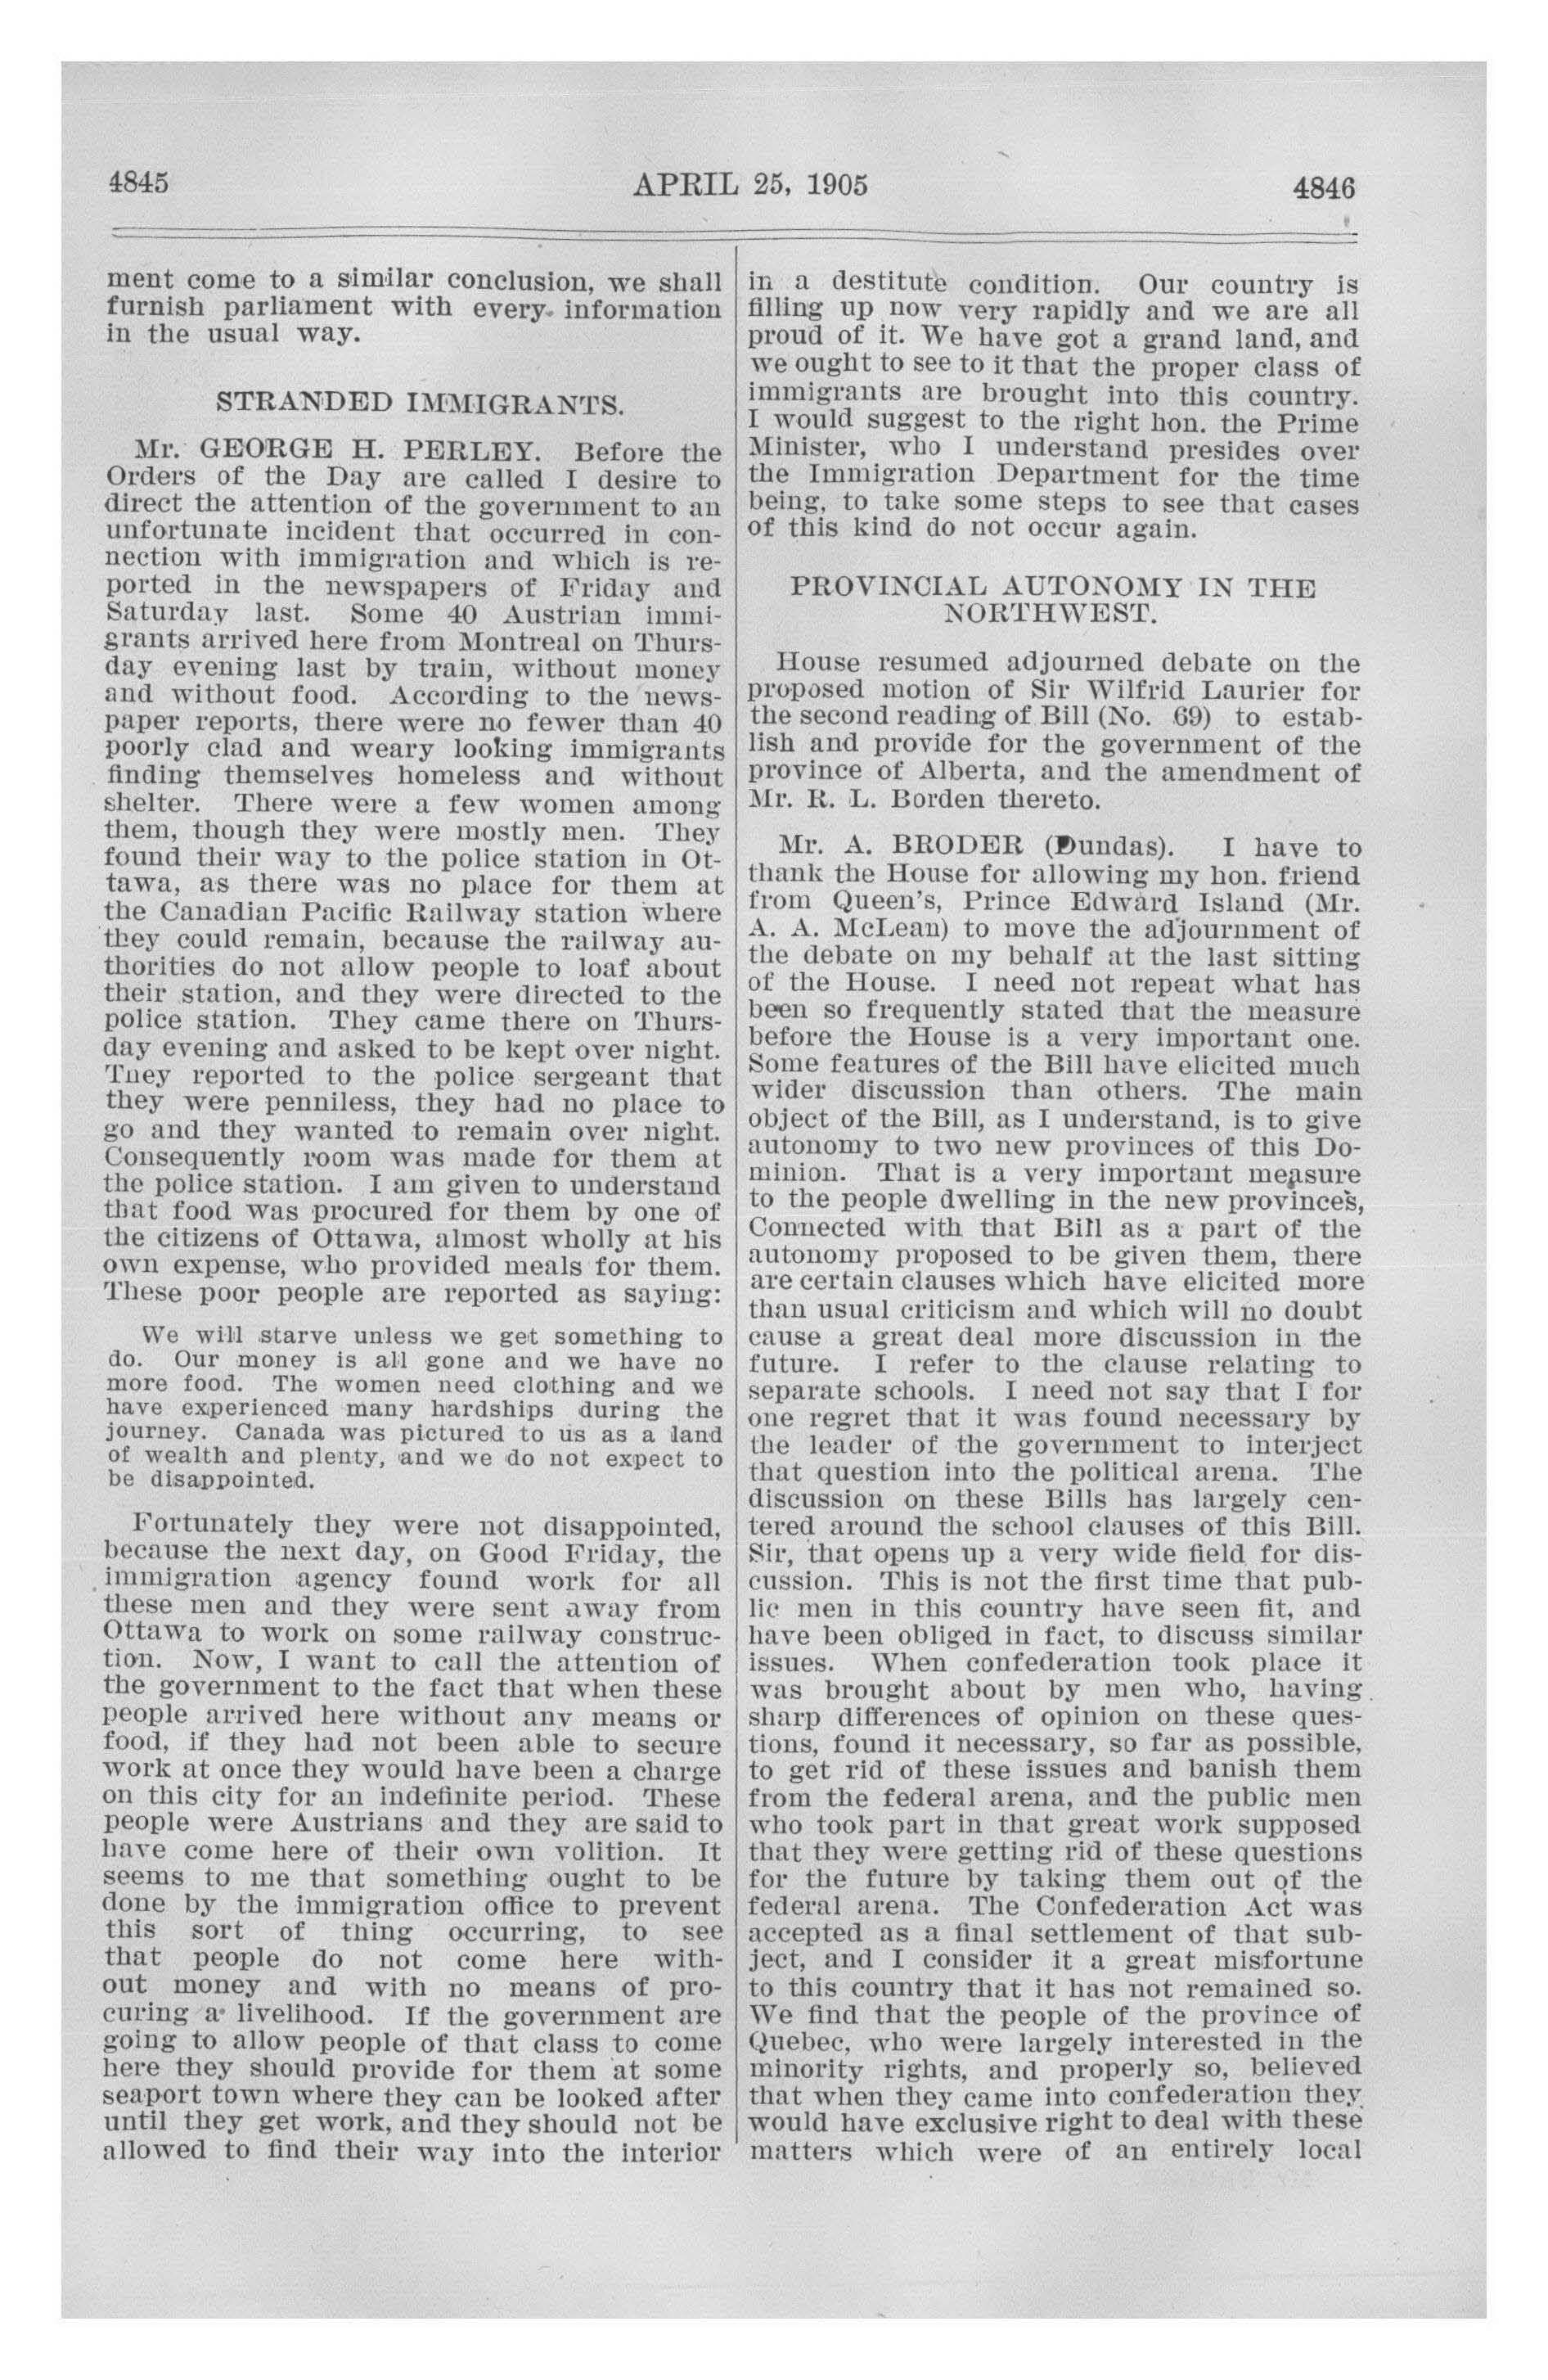 4845
APRIL 25, 1905
4846
ment come to a similar conclusion, we shall
furnish parliament with every information
in the usual way.
STRANDED IMMIGRANTS.
Mr. GEORGE H. PERLEY. Before the
Orders of the Day are called I desire to
direct the attention of the government to an
unfortunate incident that occurred in con-
nection with immigration and which is re-
ported in the newspapers of Friday and
Saturday last. Some 40 Austrian immi-
grants arrived here from Montreal on Thurs-
day evening last by train, without money
and without food. According to the news-
paper reports, there were no fewer than 40
poorly clad and weary looking immigrants
finding themselves homeless and without
shelter. There were a few women among
them, though they were mostly men. They
found their way to the police station in Ot-
tawa, as there was no place for them at
the Canadian Pacific Railway station where
they could remain, because the railway au-
thorities do not allow people to loaf about
their station, and they were directed to the
police station. They came there on Thurs-
day evening and asked to be kept over night.
They reported to the police sergeant that
they were penniless, they had no place to
go and they wanted to remain over night.
Consequently room was made for them at
the police station. I am given to understand
that food was procured for them by one of
the citizens of Ottawa, almost wholly at his
own expense, who provided meals for them.
These poor people are reported as saying:
We will starve unless we get something to
do. Our money is all gone and we have no
more food. The women need clothing and we
have experienced many hardships during the
journey. Canada was pictured to us as a land
of wealth and plenty, and we do not expect to
be disappointed.
Fortunately they were not disappointed,
because the next day, on Good Friday, the
immigration agency found work for all
these men and they were sent away from
Ottawa to work on some railway construc-
tion. Now, I want to call the attention of
the government to the fact that when these
people arrived here without any means or
food, if they had not been able to secure
work at once they would have been a charge
on this city for an indefinite period. These
people were Austrians and they are said to
have come here of their own volition. It
seems to me that something ought to be
done by the immigration office to prevent
this sort of thing occurring, to see
that people do not come here with-
out money and with no means of pro-
curing a livelihood. If the government are
going to allow people of that class to come
here they should provide for them at some
seaport town where they can be looked after
until they get work, and they should not be
allowed to find their way into the interior
in a destitute condition. Our country is
filling up now very rapidly and we are all
proud of it. We have got a grand land, and
we ought to see to it that the proper class of
immigrants are brought into this country.
I would suggest to the right hon. the Prime
Minister, who I understand presides over
the Immigration Department for the time
being, to take some steps to see that cases
of this kind do not occur again.
PROVINCIAL AUTONOMY IN THE
NORTHWEST.
House resumed adjourned debate on the
proposed motion of Sir Wilfrid Laurier for
the second reading of Bill (No. 69) to estab-
lish and provide for the government of the
province of Alberta, and the amendment of
Mr. R. L. Borden thereto.
Mr. A. BRODER (Dundas). I have to
thank the House for allowing my hon. friend
from Queen's, Prince Edward Island (Mr.
A. A. McLean) to move the adjournment of
the debate on my behalf at the last sitting
of the House. I need not repeat what has
been so frequently stated that the measure
before the House is a very important one.
Some features of the Bill have elicited much
wider discussion than others. The main
object of the Bill, as I understand, is to give
autonomy to two new provinces of this Do-
minion. That is a very important measure
to the people dwelling in the new provinces,
Connected with that Bill as a part of the
autonomy proposed to be given them, there
are certain clauses which have elicited more
than usual criticism and which will no doubt
cause a great deal more discussion in the
future. I refer to the clause relating to
separate schools. I need not say that I for
one regret that it was found necessary by
the leader of the government to interject
that question into the political arena. The
discussion on these Bills has largely cen-
tered around the school clauses of this Bill.
Sir, that opens up a very wide field for dis-
cussion. This is not the first time that pub-
lic men in this country have seen fit, and
have been obliged in fact, to discuss similar
issues. When confederation took place it
was brought about by men who, having
sharp differences of opinion on these ques-
tions, found it necessary, so far as possible,
to get rid of these issues and banish them
from the federal arena, and the public men
who took part in that great work supposed
that they were getting rid of these questions
for the future by taking them out of the
federal arena. The Confederation Act was
accepted as a final settlement of that sub-
ject, and I consider it a great misfortune
to this country that it has not remained so.
We find that the people of the province of
Quebec, who were largely interested in the
minority rights, and properly so, believed
that when they came into confederation they
would have exclusive right to deal with these
matters which were of an entirely local